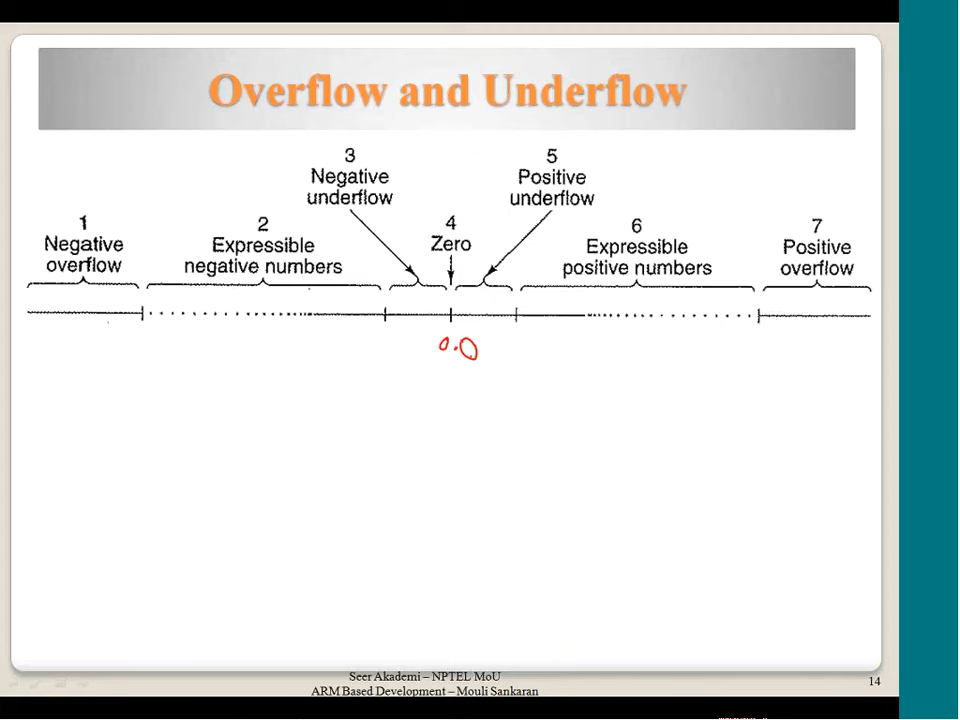 Overflow and Underflow
3
Negative
underflow
5
Positive
underflow
1
Negative
overflow
2
Expressible
negative numbers
4
Zero
6
Expressible
positive numbers
7
Positive
overflow
0.0
Seer Akademi – NPTEL MoU
ARM Based Development – Mouli Sankaran
14